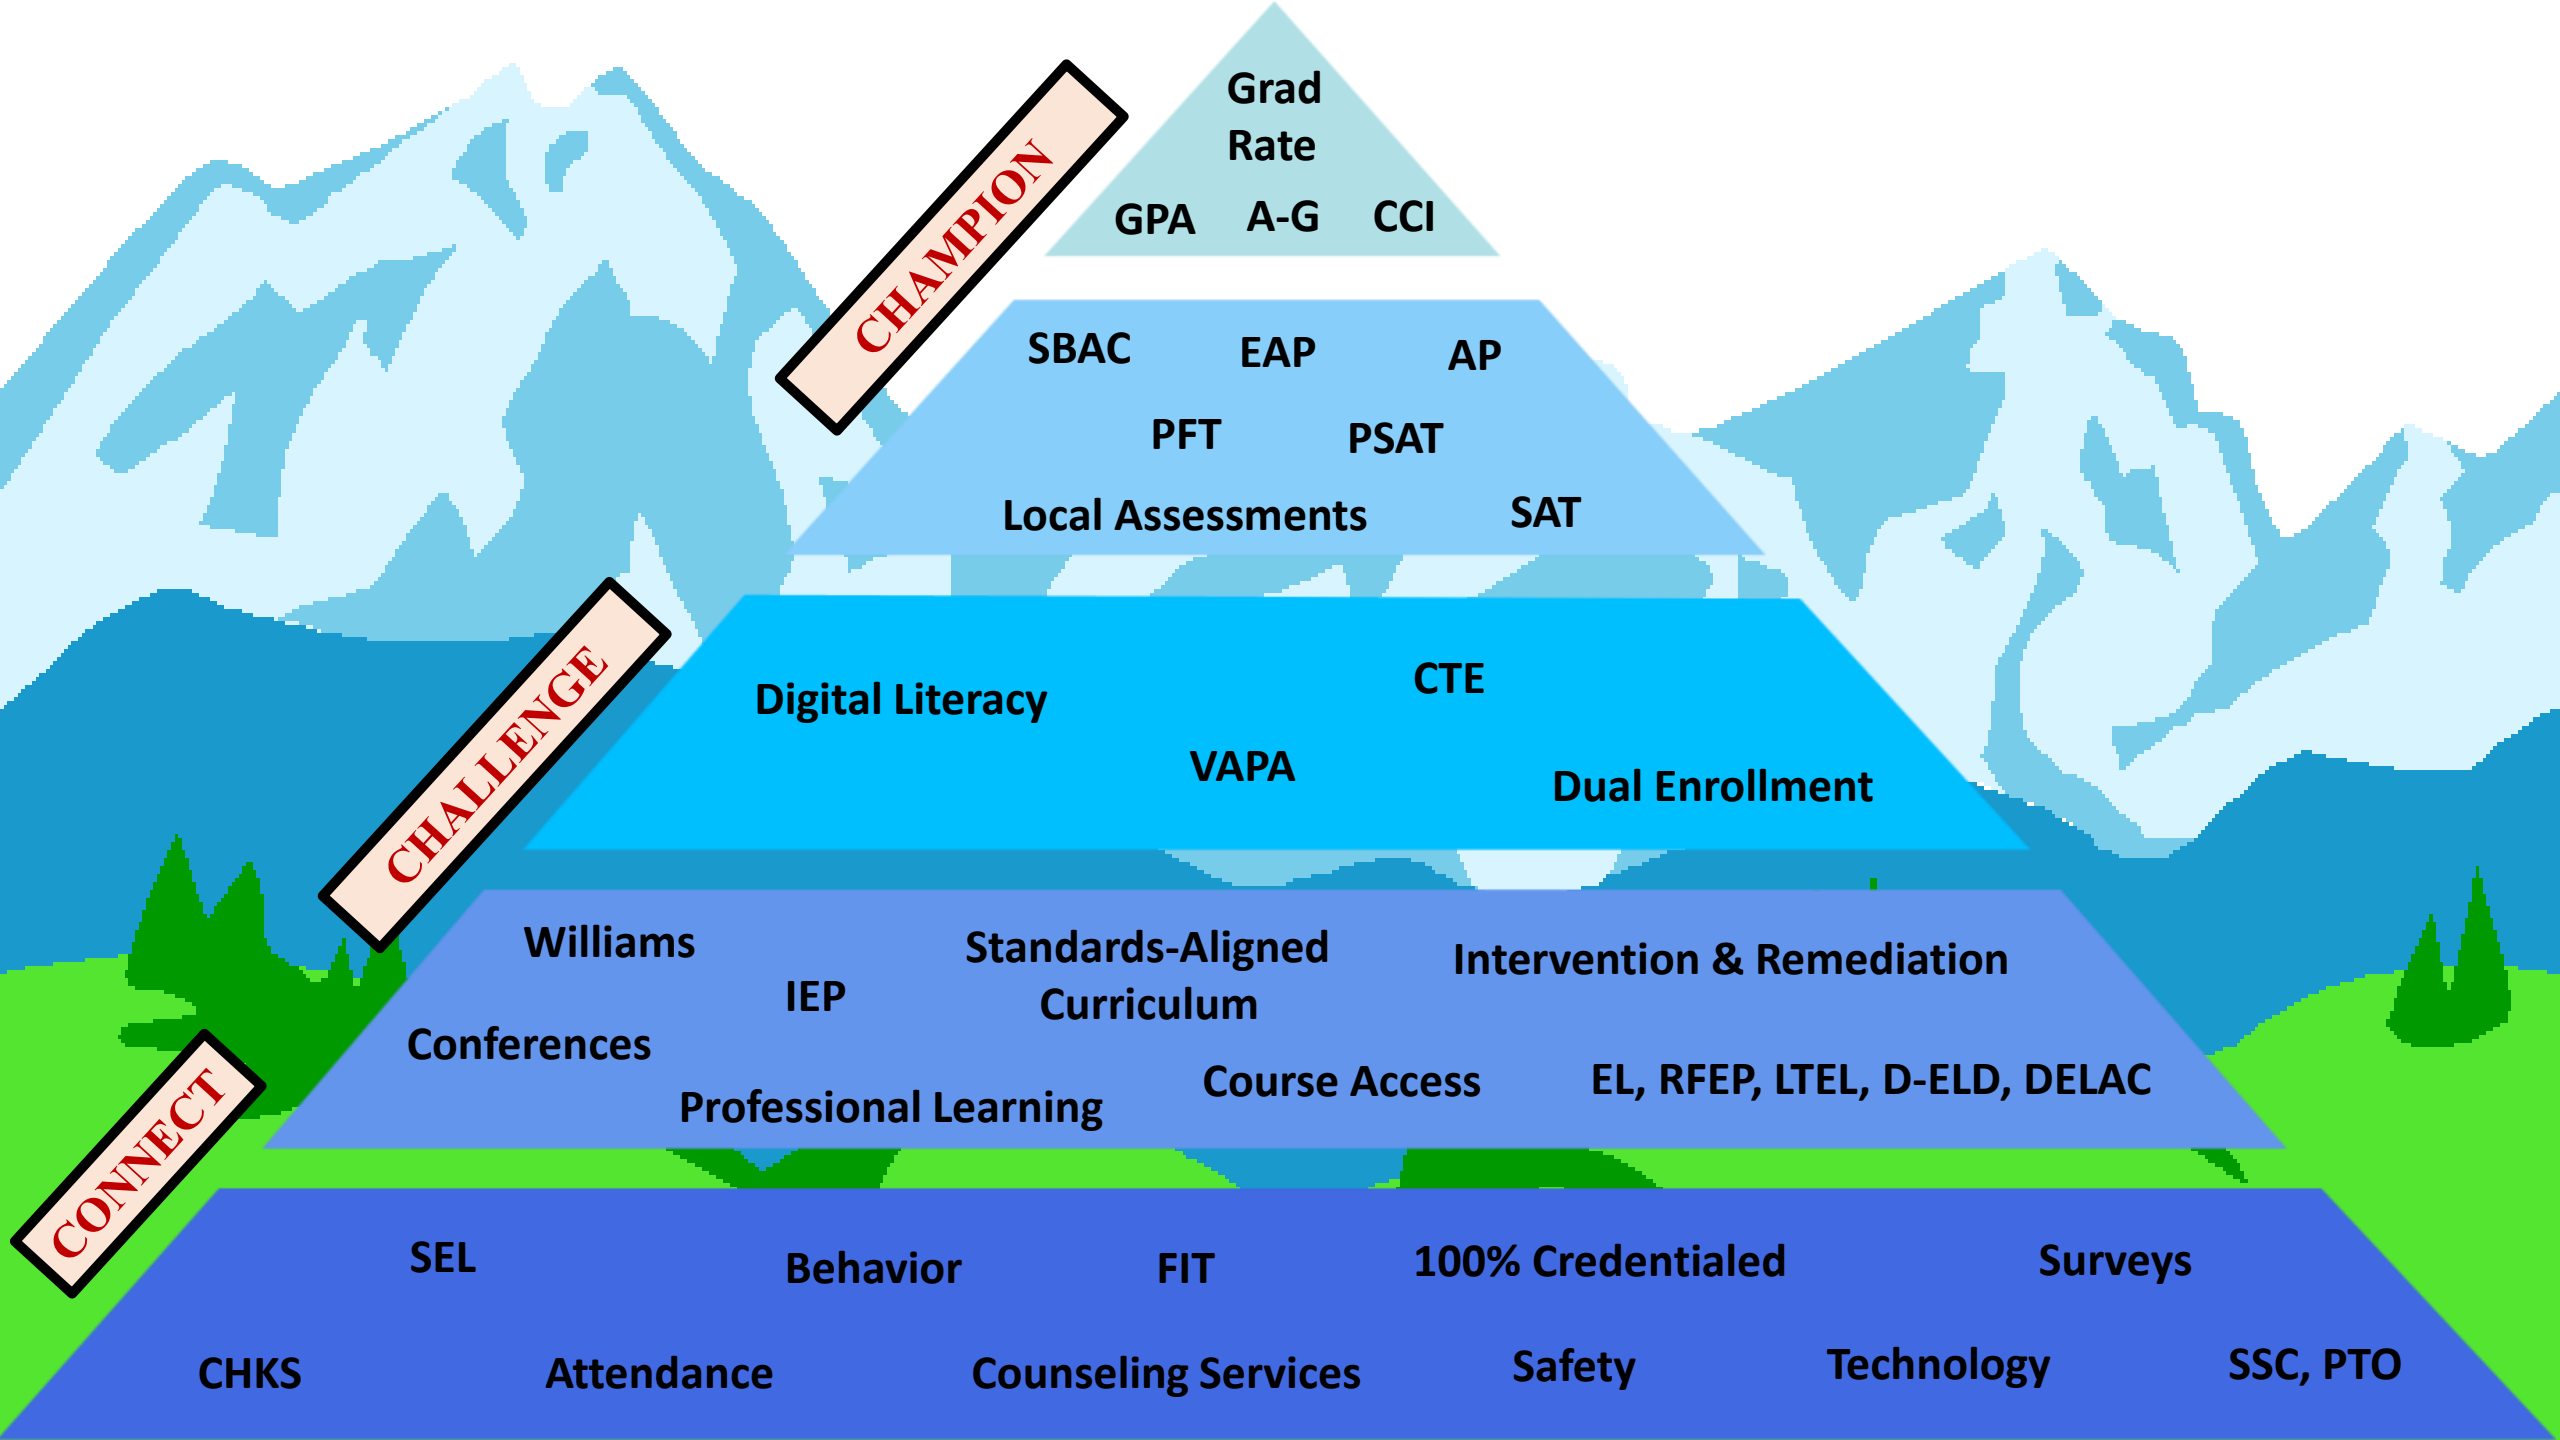 Grad
Rate
GPA A-G CCI
CHAMPION
SBAC EAP AP
PFT PSAT
Local Assessments SAT
CHALLENGE
Digital Literacy CTE
VAPA Dual Enrollment
Williams Standards-Aligned Intervention & Remediation
IEP Curriculum
Conferences
Professional Learning Course Access EL, RFEP, LTEL, D-ELD, DELAC
CONNECT
SEL Behavior FIT 100% Credentialed Surveys
CHKS Attendance Counseling Services Safety Technology SSC, PTO